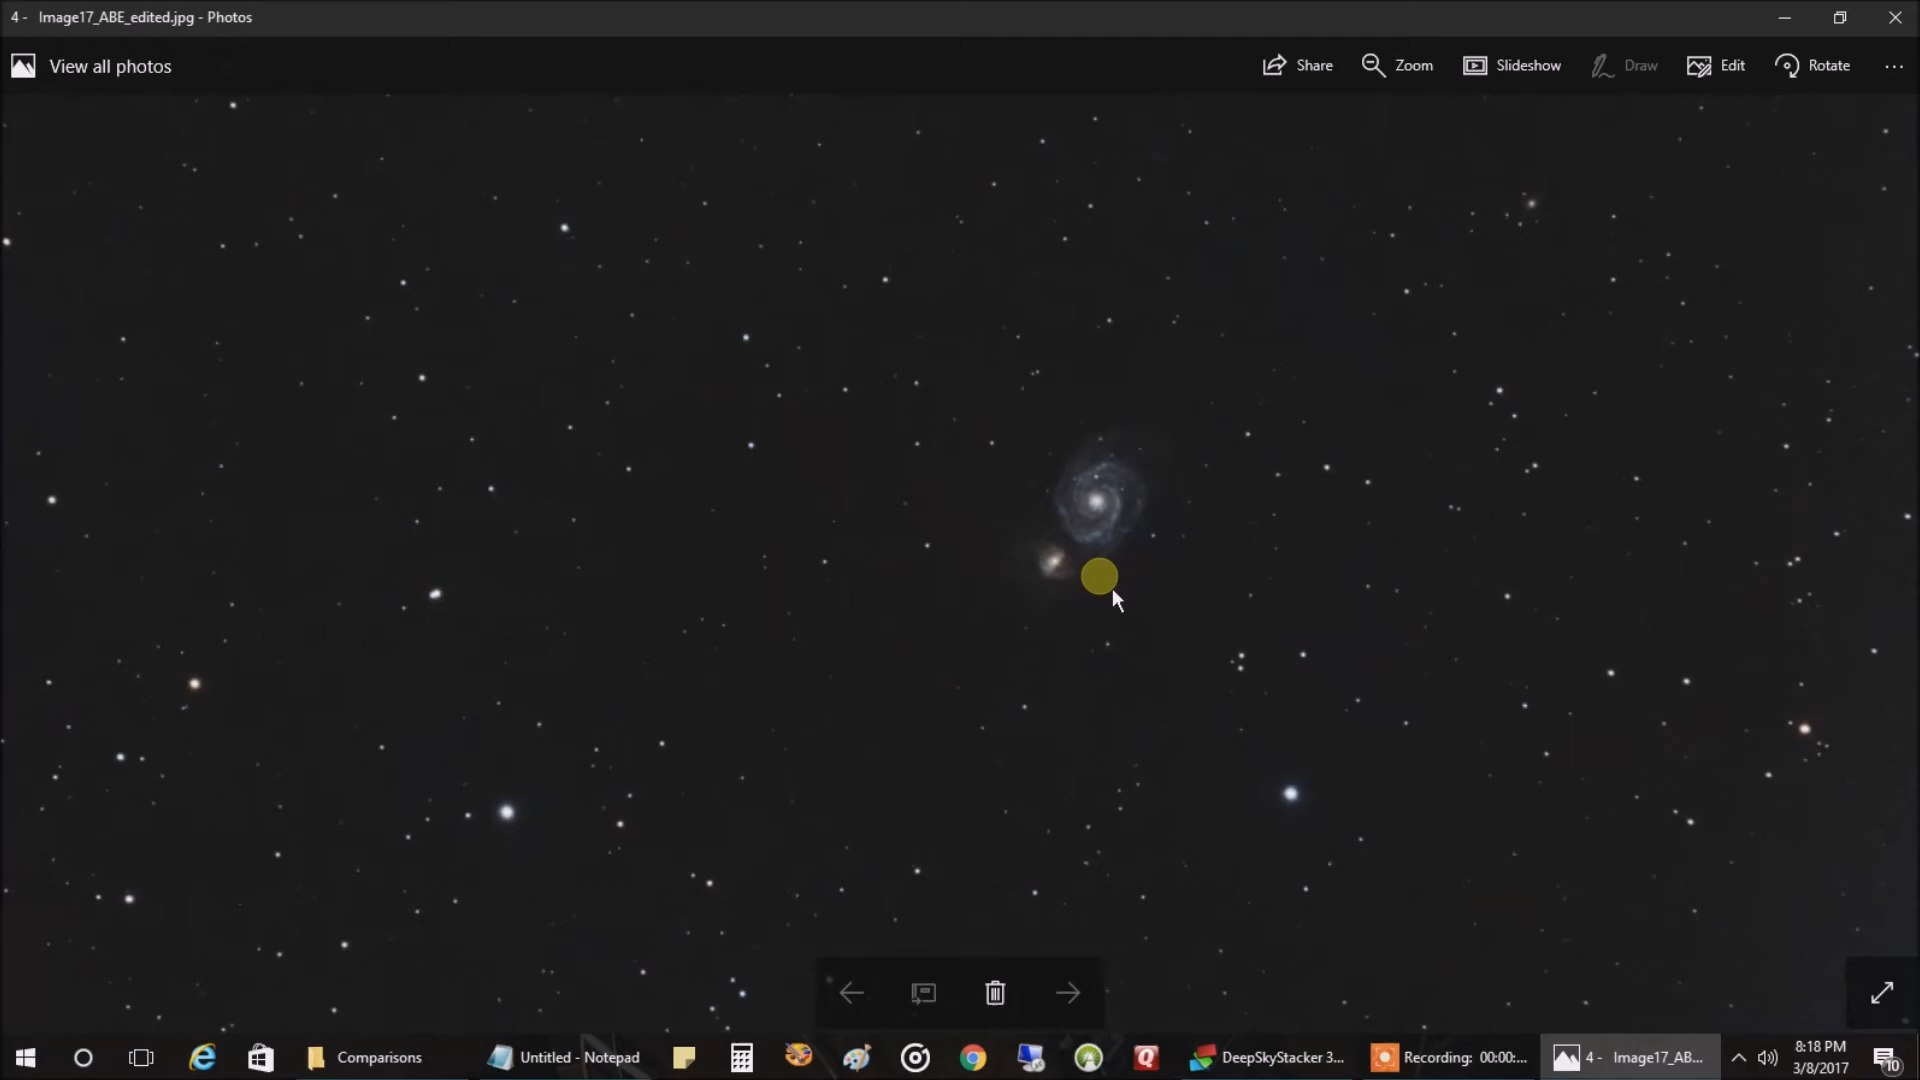 4 - Image17_ABE_edited.jpg - Photos
View all photos
Share
Zoom
Slideshow
Draw
Edit
Rotate
Comparisons
Untitled - Notepad
DeepSkyStacker 3...
Recording: 00:00:...
4 - Image17_AB...
8:18 PM
3/8/2017
10